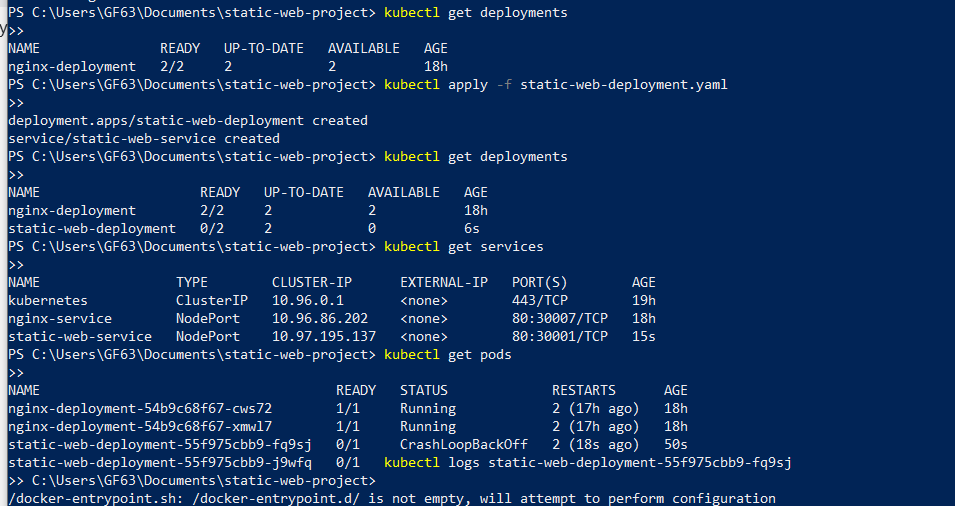 PS C:\Users\GF63\Documents\static-web-project> kubectl get deployments
>>
NAME READY UP-TO-DATE AVAILABLE AGE
nginx-deployment 2/2 2 2 18h
PS C:\Users\GF63\Documents\static-web-project> kubectl apply -f static-web-deployment.yaml
>>
deployment.apps/static-web-deployment created
service/static-web-service created
PS C:\Users\GF63\Documents\static-web-project> kubectl get deployments
>>
NAME READY UP-TO-DATE AVAILABLE AGE
nginx-deployment 2/2 2 2 18h
static-web-deployment 0/2 2 0 6s
PS C:\Users\GF63\Documents\static-web-project> kubectl get services
>>
NAME TYPE CLUSTER-IP EXTERNAL-IP PORT(S) AGE
kubernetes ClusterIP 10.96.0.1 <none> 443/TCP 19h
nginx-service NodePort 10.96.86.202 <none> 80:30007/TCP 18h
static-web-service NodePort 10.97.195.137 <none> 80:30001/TCP 15s
PS C:\Users\GF63\Documents\static-web-project> kubectl get pods
>>
NAME READY STATUS RESTARTS AGE
nginx-deployment-54b9c68f67-cws72 1/1 Running 2 (17h ago) 18h
nginx-deployment-54b9c68f67-xmwl7 1/1 Running 2 (17h ago) 18h
static-web-deployment-55f975cbb9-fq9sj 0/1 CrashLoopBackOff 2 (18s ago) 50s
static-web-deployment-55f975cbb9-j9wfq 0/1 kubectl logs static-web-deployment-55f975cbb9-fq9sj
>> C:\Users\GF63\Documents\static-web-project>
/docker-entrypoint.sh: /docker-entrypoint.d/ is not empty, will attempt to perform configuration